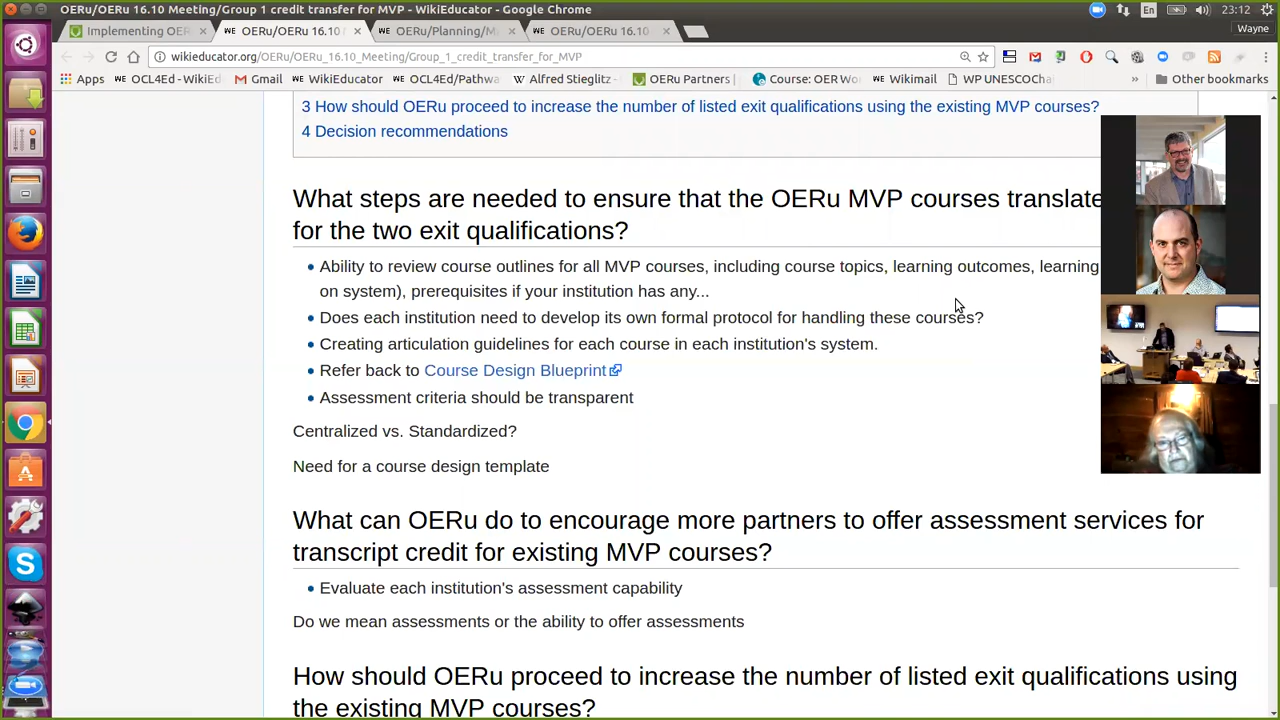 OERu/OERu 16.10 Meeting/Group 1 credit transfer for MVP - WikiEducator - Google Chrome
En
23:12
Implementing OERu
OERu/OERu 16.10
OERu/Planning/M
OERu/OERu 16.10
Wayne
wikieducator.org/OERu/OERu_16.10_Meeting/Group_1_credit_transfer_for_MVP
Apps
OCL4Ed - WikiEd
Gmail
WikiEducator
OCL4Ed/Pathwa
Alfred Stieglitz
OERu Partners
Course: OER Wo
Wikimail
WP UNESCOCha
Other bookmarks
3 How should OERu proceed to increase the number of listed exit qualifications using the existing MVP courses?
4 Decision recommendations
What steps are needed to ensure that the OERu MVP courses translate
for the two exit qualifications?
Ability to review course outlines for all MVP courses, including course topics, learning outcomes, learning
on system), prerequisites if your institution has any...
Does each institution need to develop its own formal protocol for handling these courses?
Creating articulation guidelines for each course in each institution's system.
Refer back to Course Design Blueprint
Assessment criteria should be transparent
Centralized vs. Standardized?
Need for a course design template
What can OERu do to encourage more partners to offer assessment services for
transcript credit for existing MVP courses?
Evaluate each institution's assessment capability
Do we mean assessments or the ability to offer assessments
How should OERu proceed to increase the number of listed exit qualifications using
the existing MVP courses?